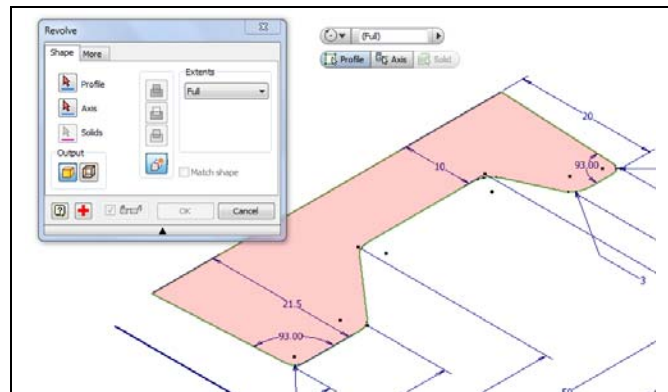 Revolve
Shape More
Profile
Axis
Solids
Output
Extents
Full
Match shape
OK Cancel
(Full)
Profile Axis Solid
20
10
93.00
3
21.5
93.00